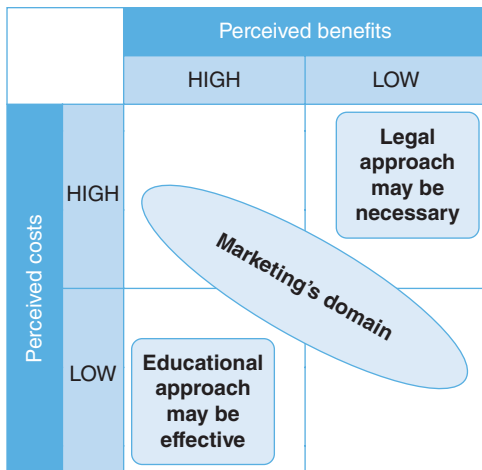 Perceived benefits
HIGH
LOW
Perceived costs
HIGH
Legal
approach
may be
necessary
Marketing's domain
LOW
Educational
approach
may be
effective